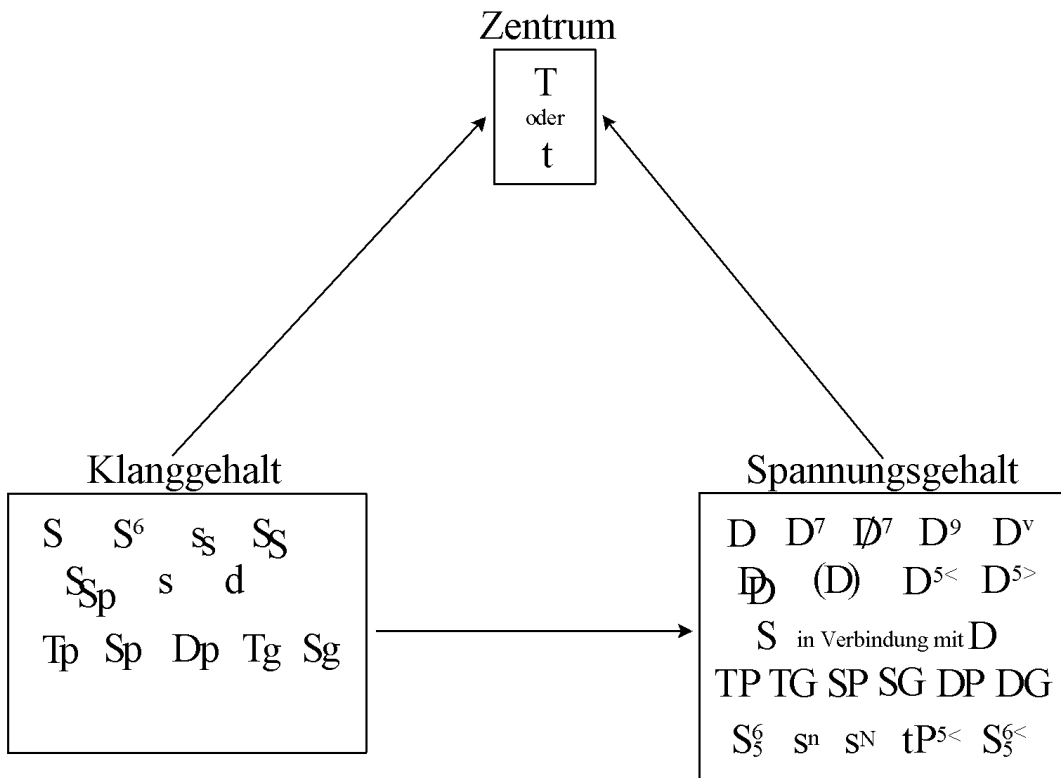 Zentrum
T
oder
t
Klanggehalt
S S⁶ ss SS
SSp s d
Tp Sp Dp Tg Sg
Spannungsgehalt
D D⁷ D̸⁷ D⁹ Dᵛ
DD (D) D⁵< D⁵>
S in Verbindung mit D
TP TG SP SG DP DG
S⁶₅ sⁿ sᴺ tP⁵< S⁶<₅